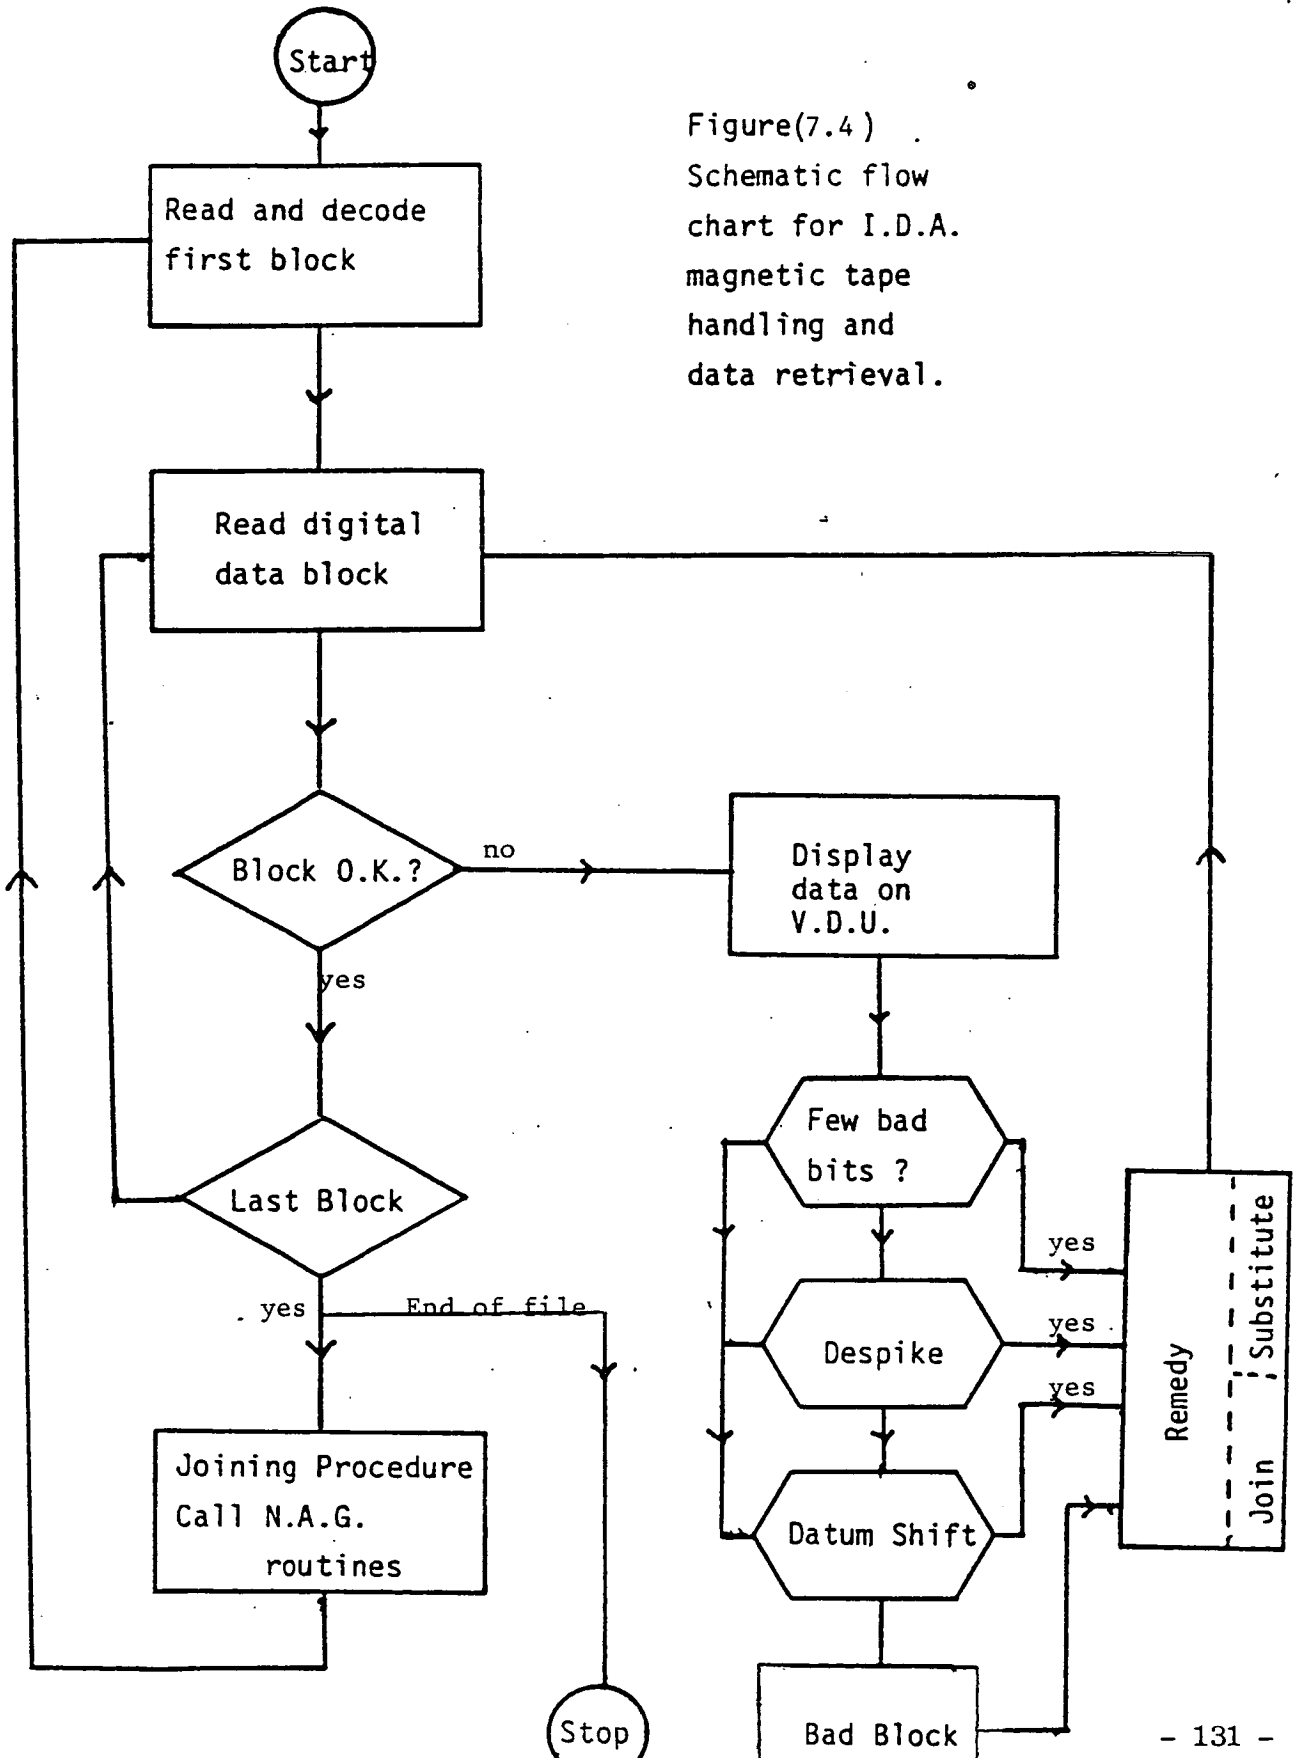 Start
Figure(7.4)
Schematic flow
chart for I.D.A.
magnetic tape
handling and
data retrieval.
Read and decode
first block
Read digital
data block
Block O.K.?
no
Display
data on
V.D.U.
yes
Few bad
bits ?
Last Block
yes
Substitute
yes
End of file
yes
Despike
Remedy
yes
Joining Procedure
Call N.A.G.
routines
Datum Shift
Join
Stop
Bad Block
- 131 -